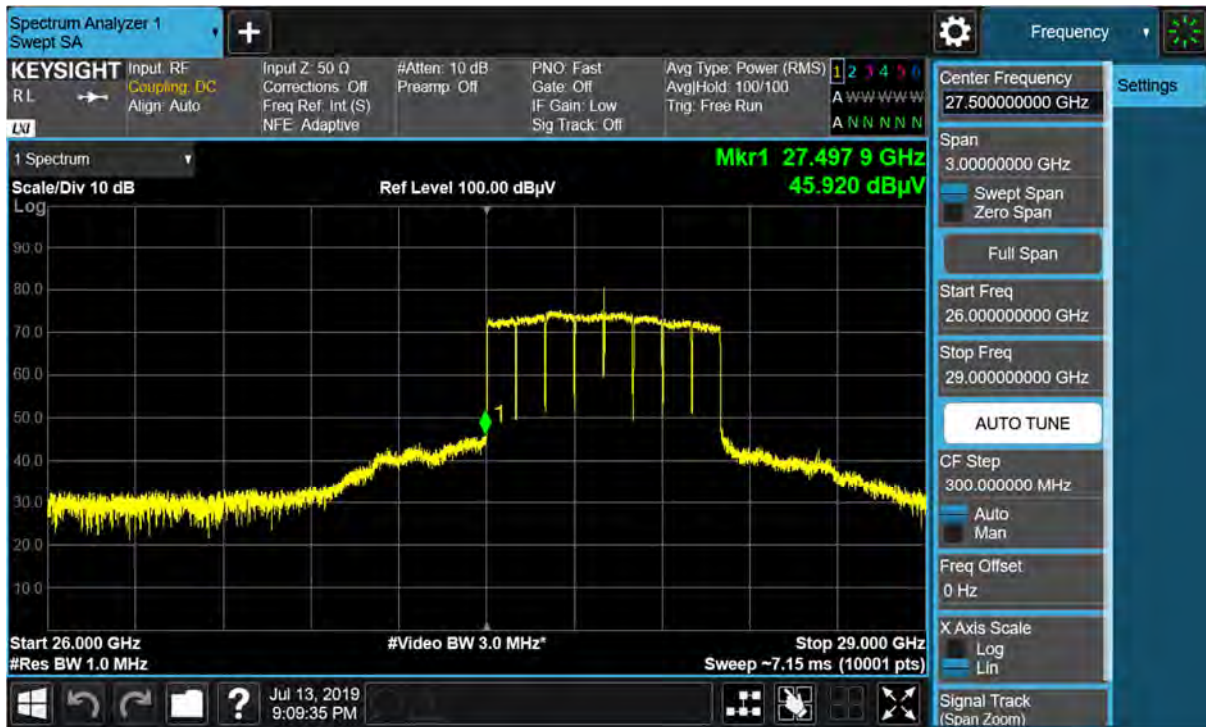 Spectrum Analyzer 1
Swept SA
Frequency
KEYSIGHT
RL
LXI
Input: RF
Coupling: DC
Align: Auto
Input Z: 50 Ω
Corrections: Off
Freq Ref: Int (S)
NFE: Adaptive
#Atten: 10 dB
Preamp: Off
PNO: Fast
Gate: Off
IF Gain: Low
Sig Track: Off
Avg Type: Power (RMS)
Avg|Hold: 100/100
Trig: Free Run
1 2 3 4 5 6
A W W W W W
A N N N N N
1 Spectrum
Scale/Div 10 dB
Ref Level 100.00 dBµV
Mkr1 27.497 9 GHz
45.920 dBµV
Log
90.0
80.0
70.0
60.0
50.0
40.0
30.0
20.0
10.0
1
Start 26.000 GHz
#Res BW 1.0 MHz
#Video BW 3.0 MHz*
Stop 29.000 GHz
Sweep ~7.15 ms (10001 pts)
Center Frequency
27.500000000 GHz
Settings
Span
3.00000000 GHz
Swept Span
Zero Span
Full Span
Start Freq
26.000000000 GHz
Stop Freq
29.000000000 GHz
AUTO TUNE
CF Step
300.000000 MHz
Auto
Man
Freq Offset
0 Hz
X Axis Scale
Log
Lin
Signal Track
(Span Zoom)
?
Jul 13, 2019
9:09:35 PM